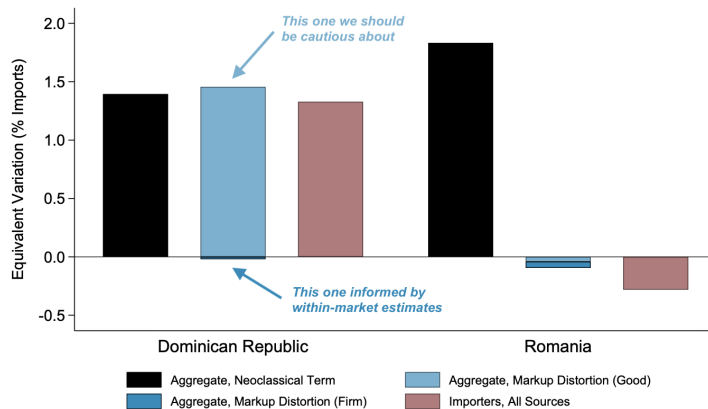 This one we should
be cautious about
2.0
1.5
1.0
0.5
0.0
-0.5
Equivalent Variation (% Imports)
This one informed by
within-market estimates
Dominican Republic
Romania
Aggregate, Neoclassical Term
Aggregate, Markup Distortion (Good)
Aggregate, Markup Distortion (Firm)
Importers, All Sources